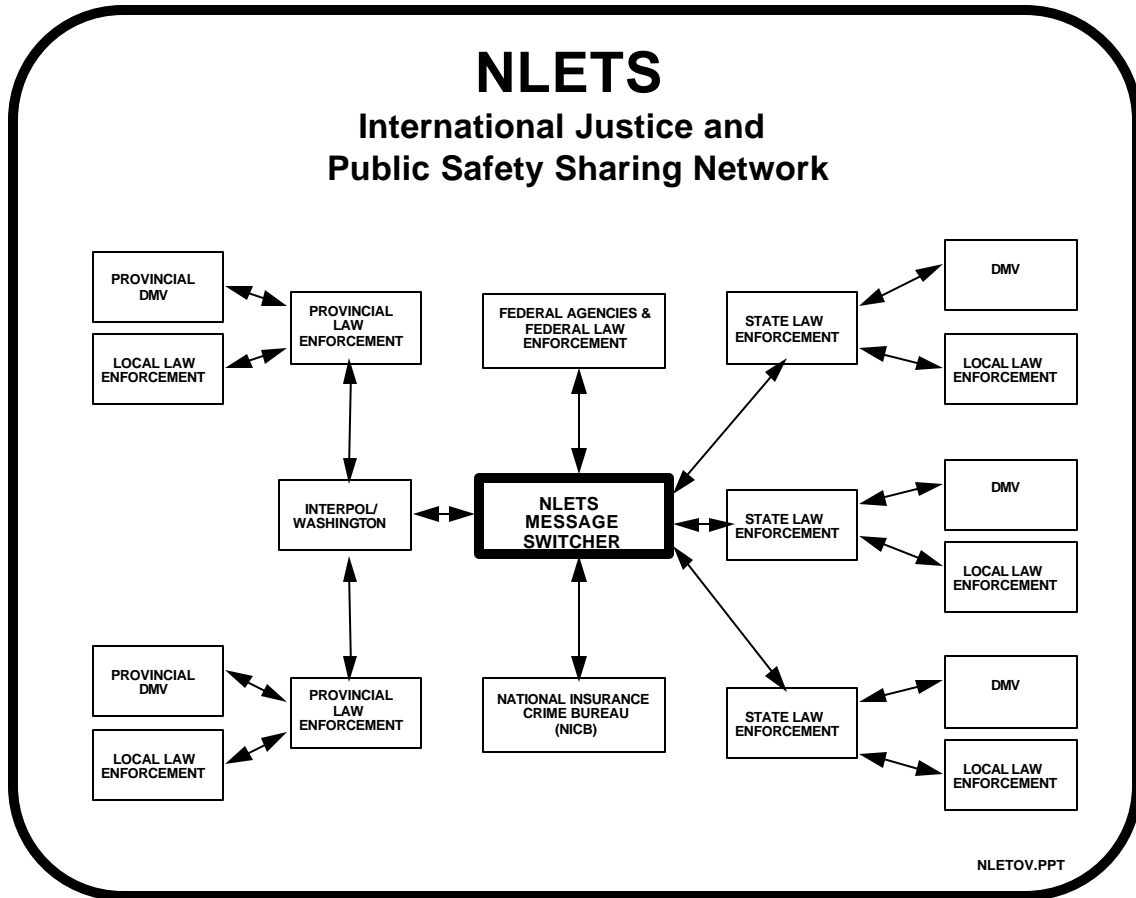 NLETS
International Justice and
Public Safety Sharing Network
PROVINCIAL
DMV
LOCAL LAW
ENFORCEMENT
PROVINCIAL
LAW
ENFORCEMENT
FEDERAL AGENCIES &
FEDERAL LAW
ENFORCEMENT
STATE LAW
ENFORCEMENT
DMV
LOCAL LAW
ENFORCEMENT
INTERPOL/
WASHINGTON
NLETS
MESSAGE
SWITCHER
STATE LAW
ENFORCEMENT
DMV
LOCAL LAW
ENFORCEMENT
PROVINCIAL
DMV
LOCAL LAW
ENFORCEMENT
PROVINCIAL
LAW
ENFORCEMENT
NATIONAL INSURANCE
CRIME BUREAU
(NICB)
STATE LAW
ENFORCEMENT
DMV
LOCAL LAW
ENFORCEMENT
NLETOV.PPT